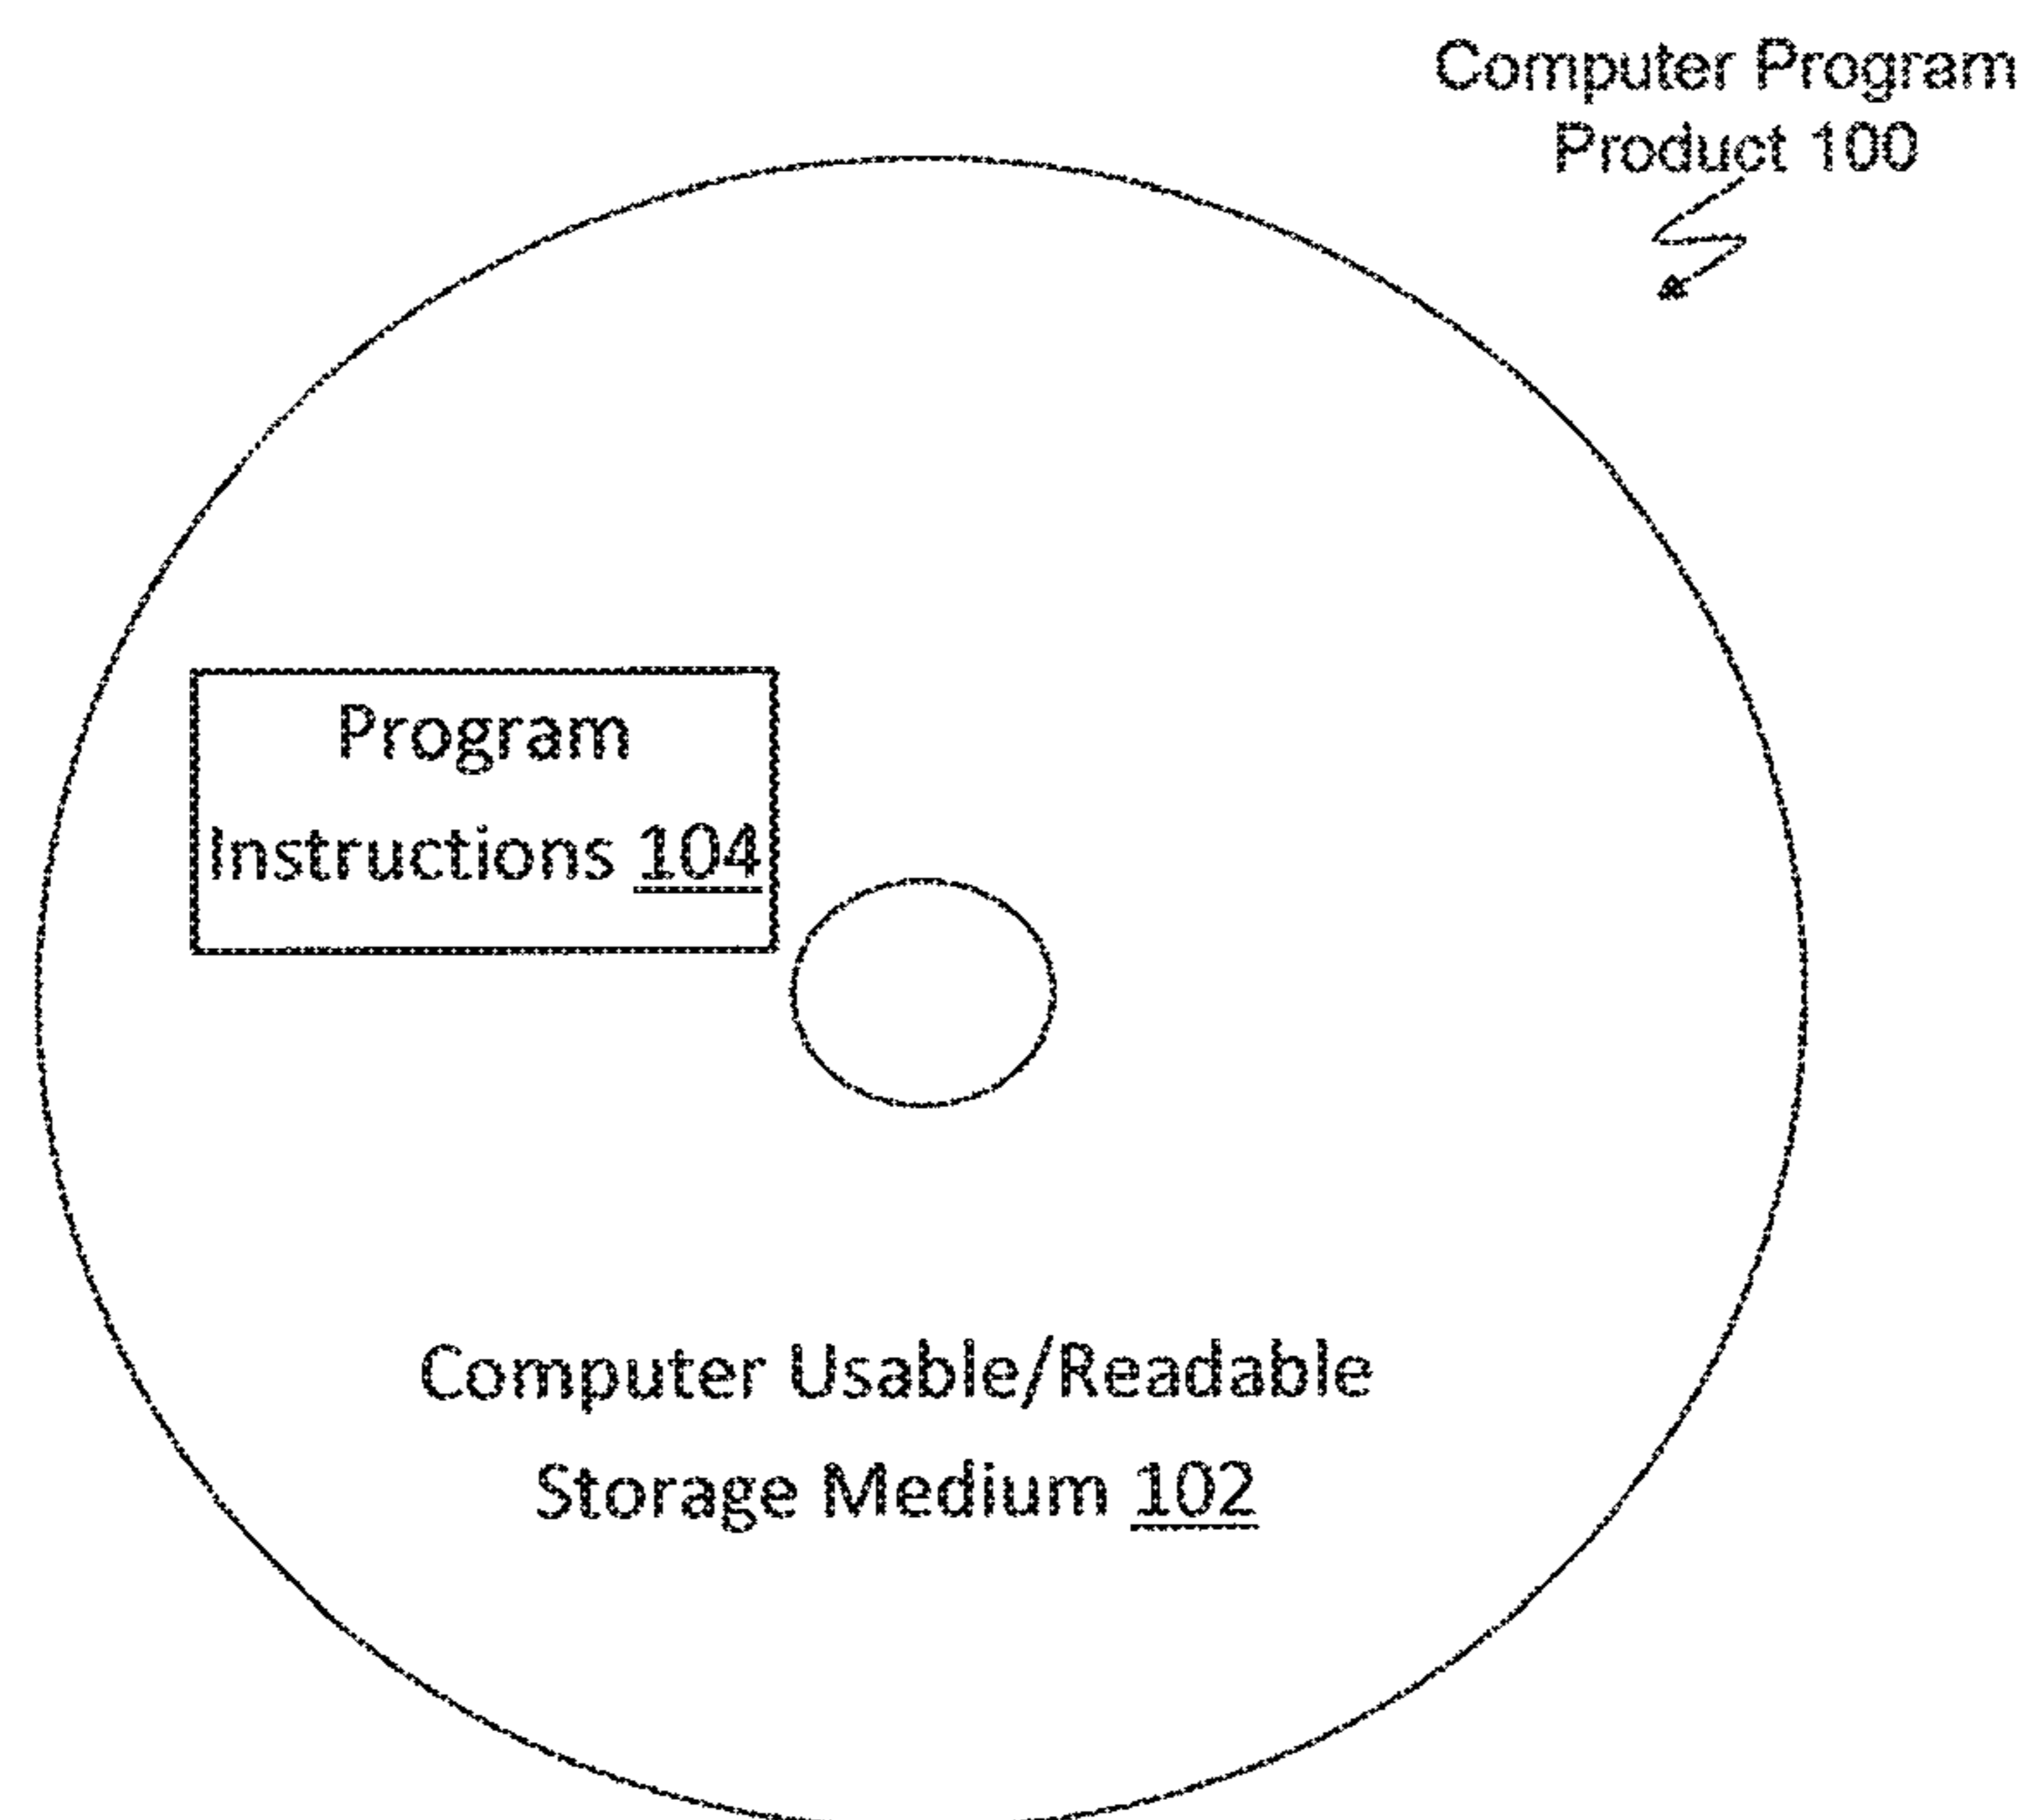 Computer Program
Product 100
Program
Instructions 104
Computer Usable/Readable
Storage Medium 102